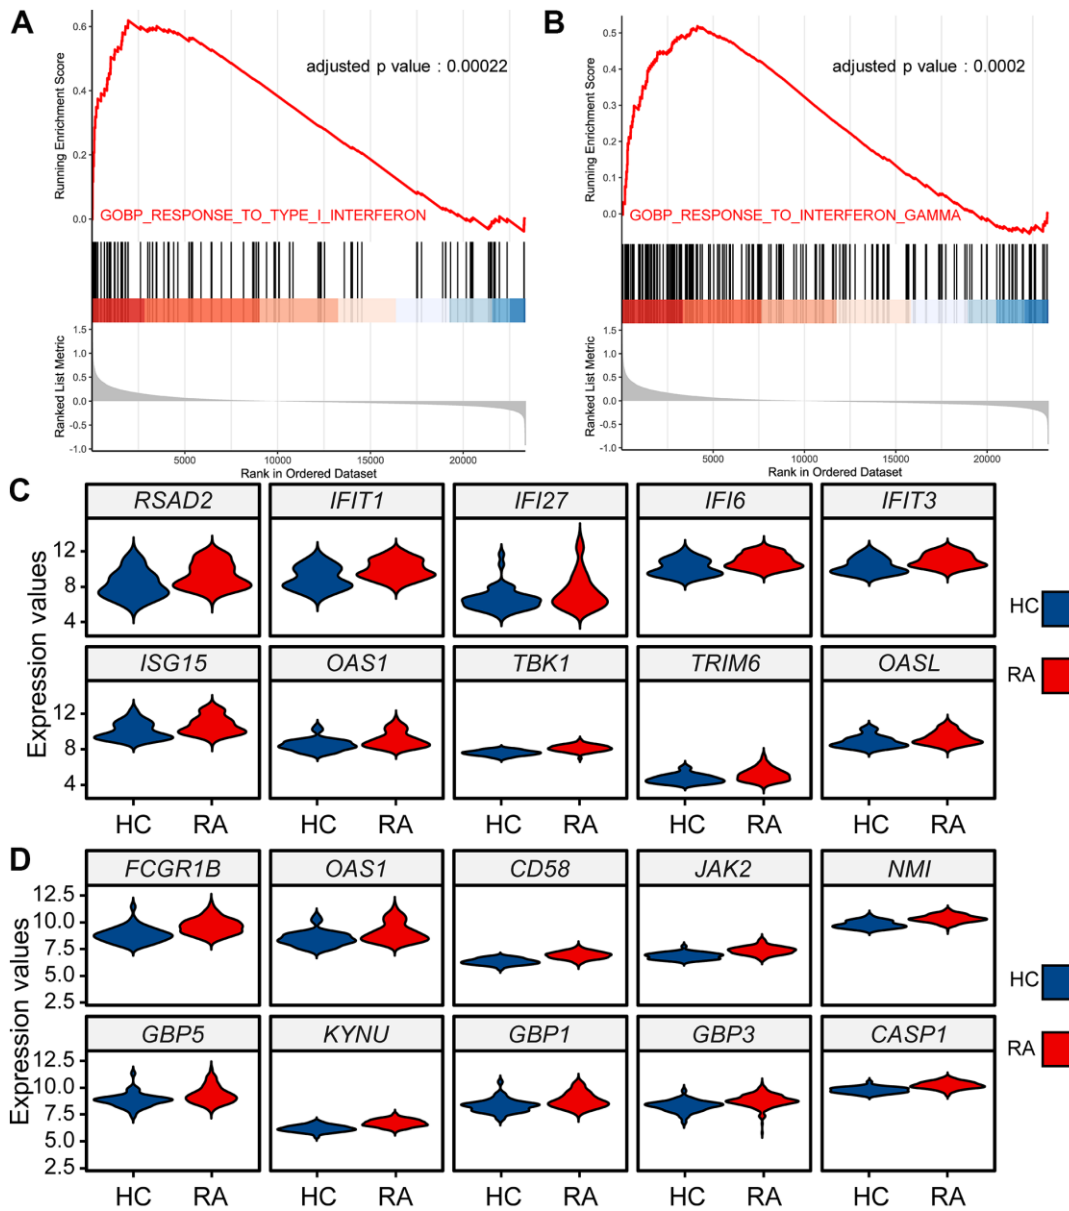 A
B
Running Enrichment Score
0.6
0.4
0.2
0.0
adjusted p value : 0.00022
GOBP_RESPONSE_TO_TYPE_I_INTERFERON
Ranked List Metric
1.5
1.0
0.5
0.0
-0.5
-1.0
5000 10000 15000 20000
Rank in Ordered Dataset
Running Enrichment Score
0.5
0.4
0.3
0.2
0.1
0.0
adjusted p value : 0.0002
GOBP_RESPONSE_TO_INTERFERON_GAMMA
Ranked List Metric
1.5
1.0
0.5
0.0
-0.5
-1.0
5000 10000 15000 20000
Rank in Ordered Dataset
C
Expression values
RSAD2 IFIT1 IFI27 IFI6 IFIT3
12
8
4
ISG15 OAS1 TBK1 TRIM6 OASL
12
8
4
HC RA HC RA HC RA HC RA HC RA
HC
RA
D
Expression values
FCGR1B OAS1 CD58 JAK2 NMI
12.5
10.0
7.5
5.0
2.5
GBP5 KYNU GBP1 GBP3 CASP1
12.5
10.0
7.5
5.0
2.5
HC RA HC RA HC RA HC RA HC RA
HC
RA